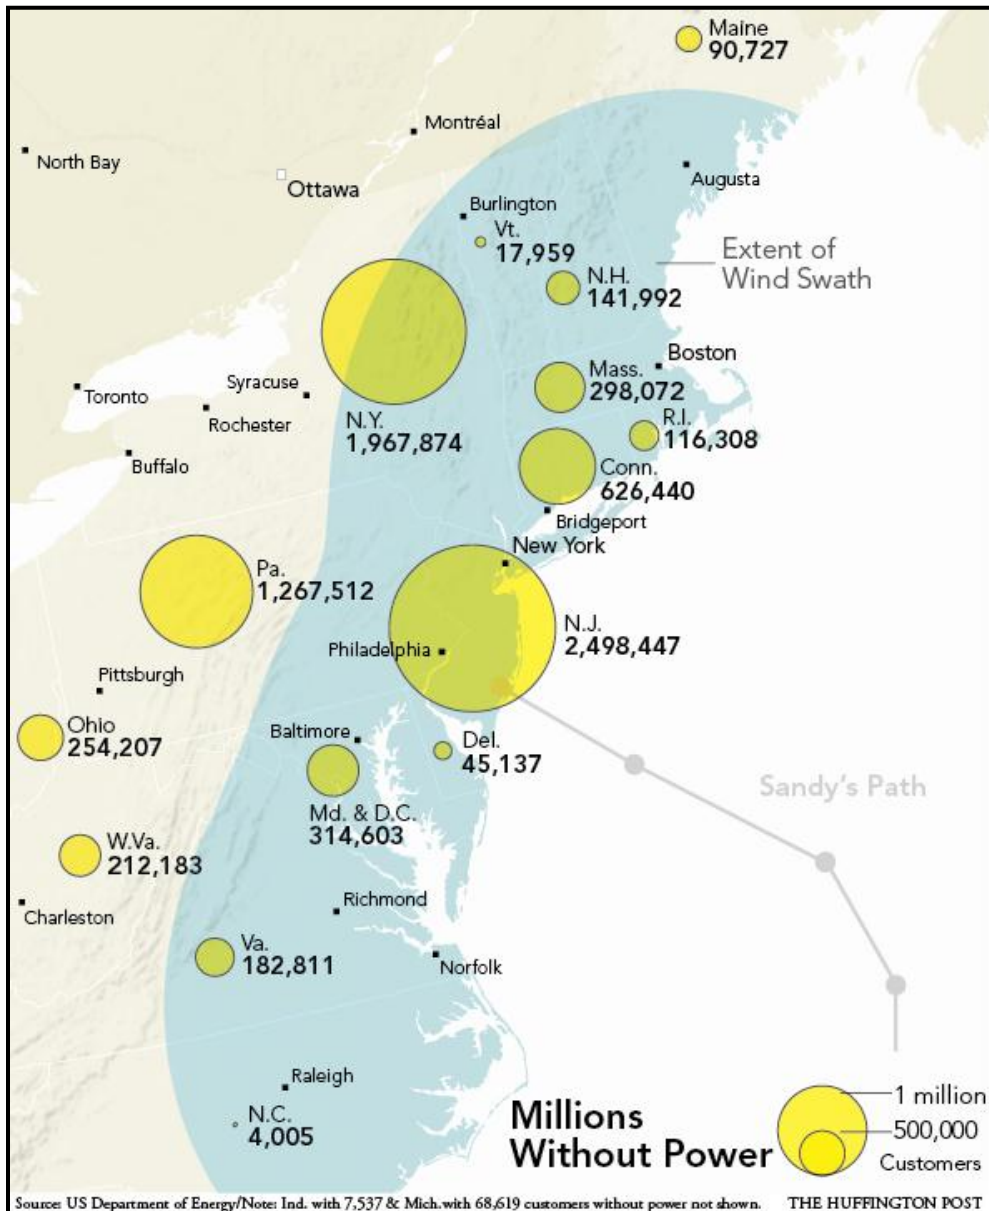 Maine
90,727
Montréal
North Bay
Ottawa
Augusta
Burlington
Vt.
17,959
Extent of
Wind Swath
N.H.
141,992
Boston
Mass.
298,072
Toronto
Syracuse
Rochester
N.Y.
1,967,874
R.I.
116,308
Buffalo
Conn.
626,440
Bridgeport
New York
Pa.
1,267,512
N.J.
2,498,447
Philadelphia
Pittsburgh
Ohio
254,207
Baltimore
Del.
45,137
Sandy's Path
Md. & D.C.
314,603
W.Va.
212,183
Charleston
Richmond
Va.
182,811
Norfolk
Raleigh
N.C.
4,005
Millions
Without Power
1 million
500,000
Customers
Source: US Department of Energy/Note: Ind. with 7,537 & Mich.with 68,619 customers without power not shown.
THE HUFFINGTON POST